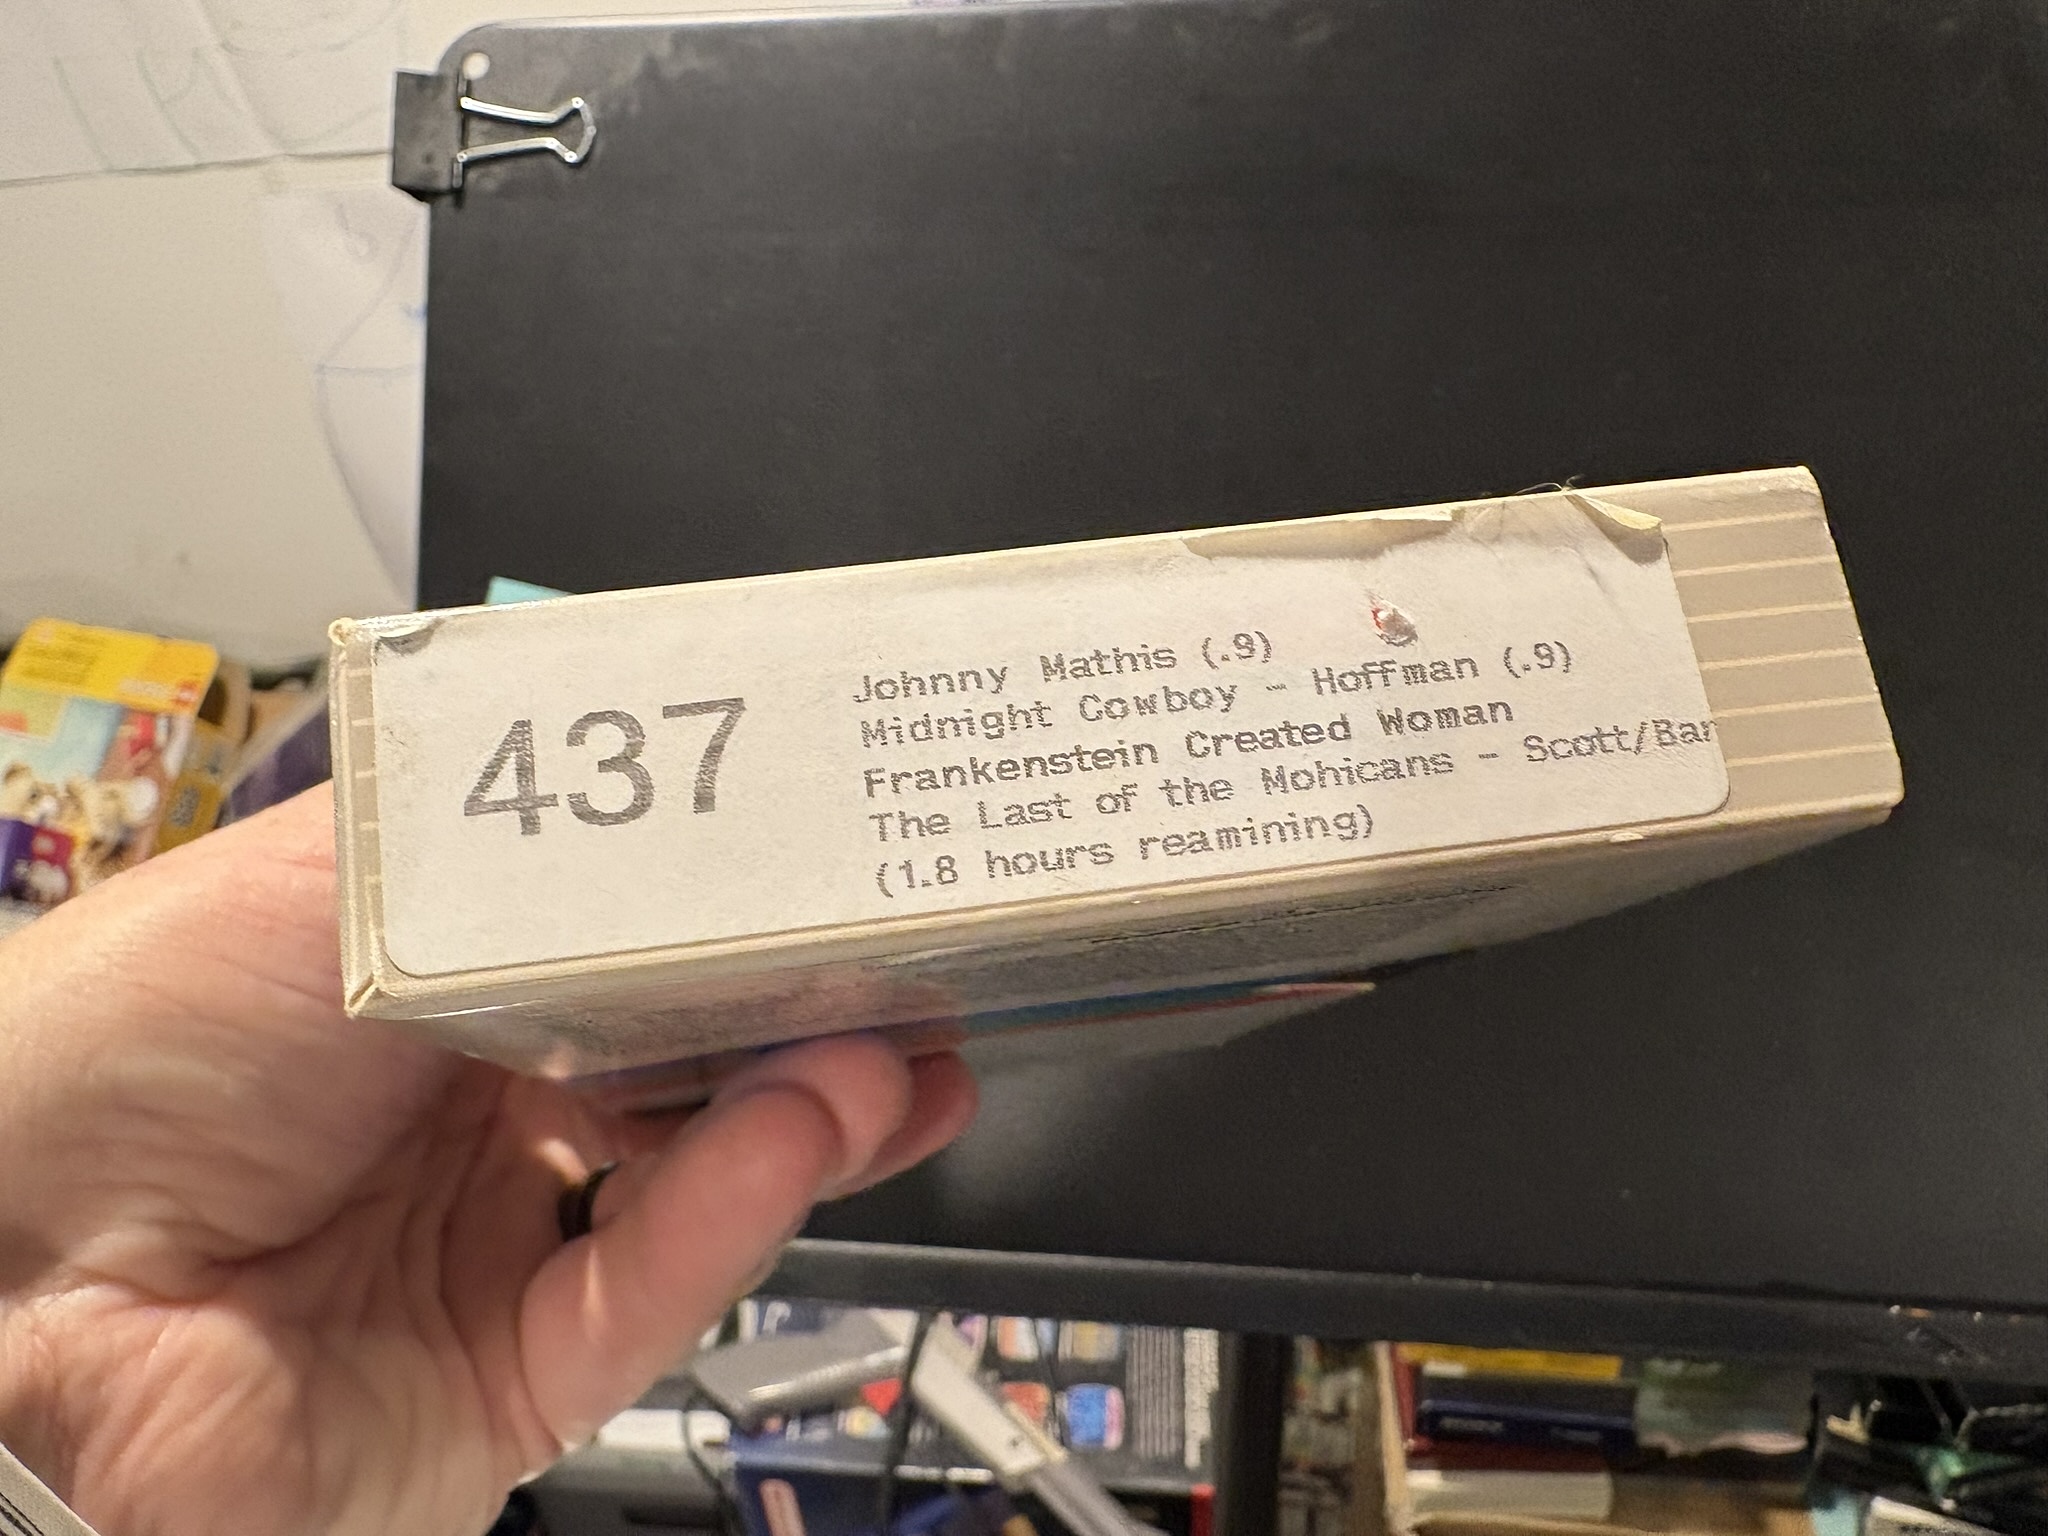 437
Johnny Mathis (.9)
Midnight Cowboy - Hoffman (.9)
Frankenstein Created Woman
The Last of the Mohicans - Scott/Bar
(1.8 hours reamining)